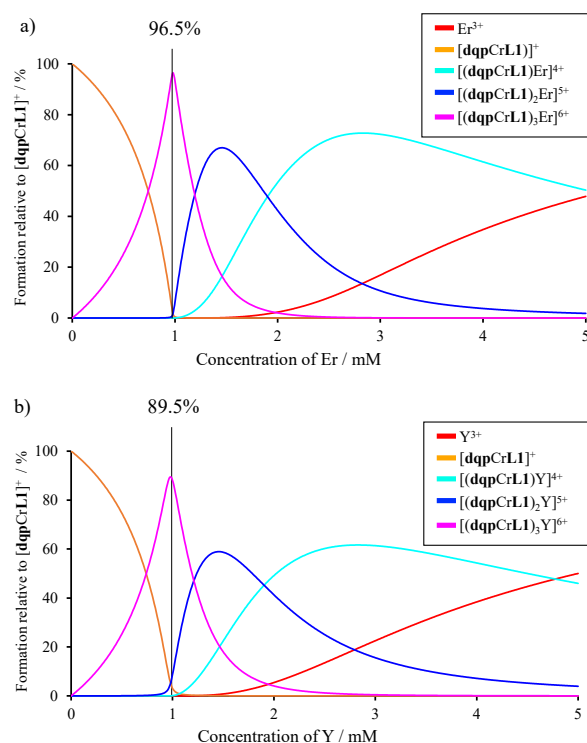 a)
96.5%
Er³⁺
[dqpCrL1)]⁺
[(dqpCrL1)Er]⁴⁺
[(dqpCrL1)₂Er]⁵⁺
[(dqpCrL1)₃Er]⁶⁺
Formation relative to [dqpCrL1]⁺ / %
100
80
60
40
20
0
0 1 2 3 4 5
Concentration of Er / mM
b)
89.5%
Y³⁺
[dqpCrL1]⁺
[(dqpCrL1)Y]⁴⁺
[(dqpCrL1)₂Y]⁵⁺
[(dqpCrL1)₃Y]⁶⁺
Formation relative to [dqpCrL1]⁺ / %
100
80
60
40
20
0
0 1 2 3 4 5
Concentration of Y / mM